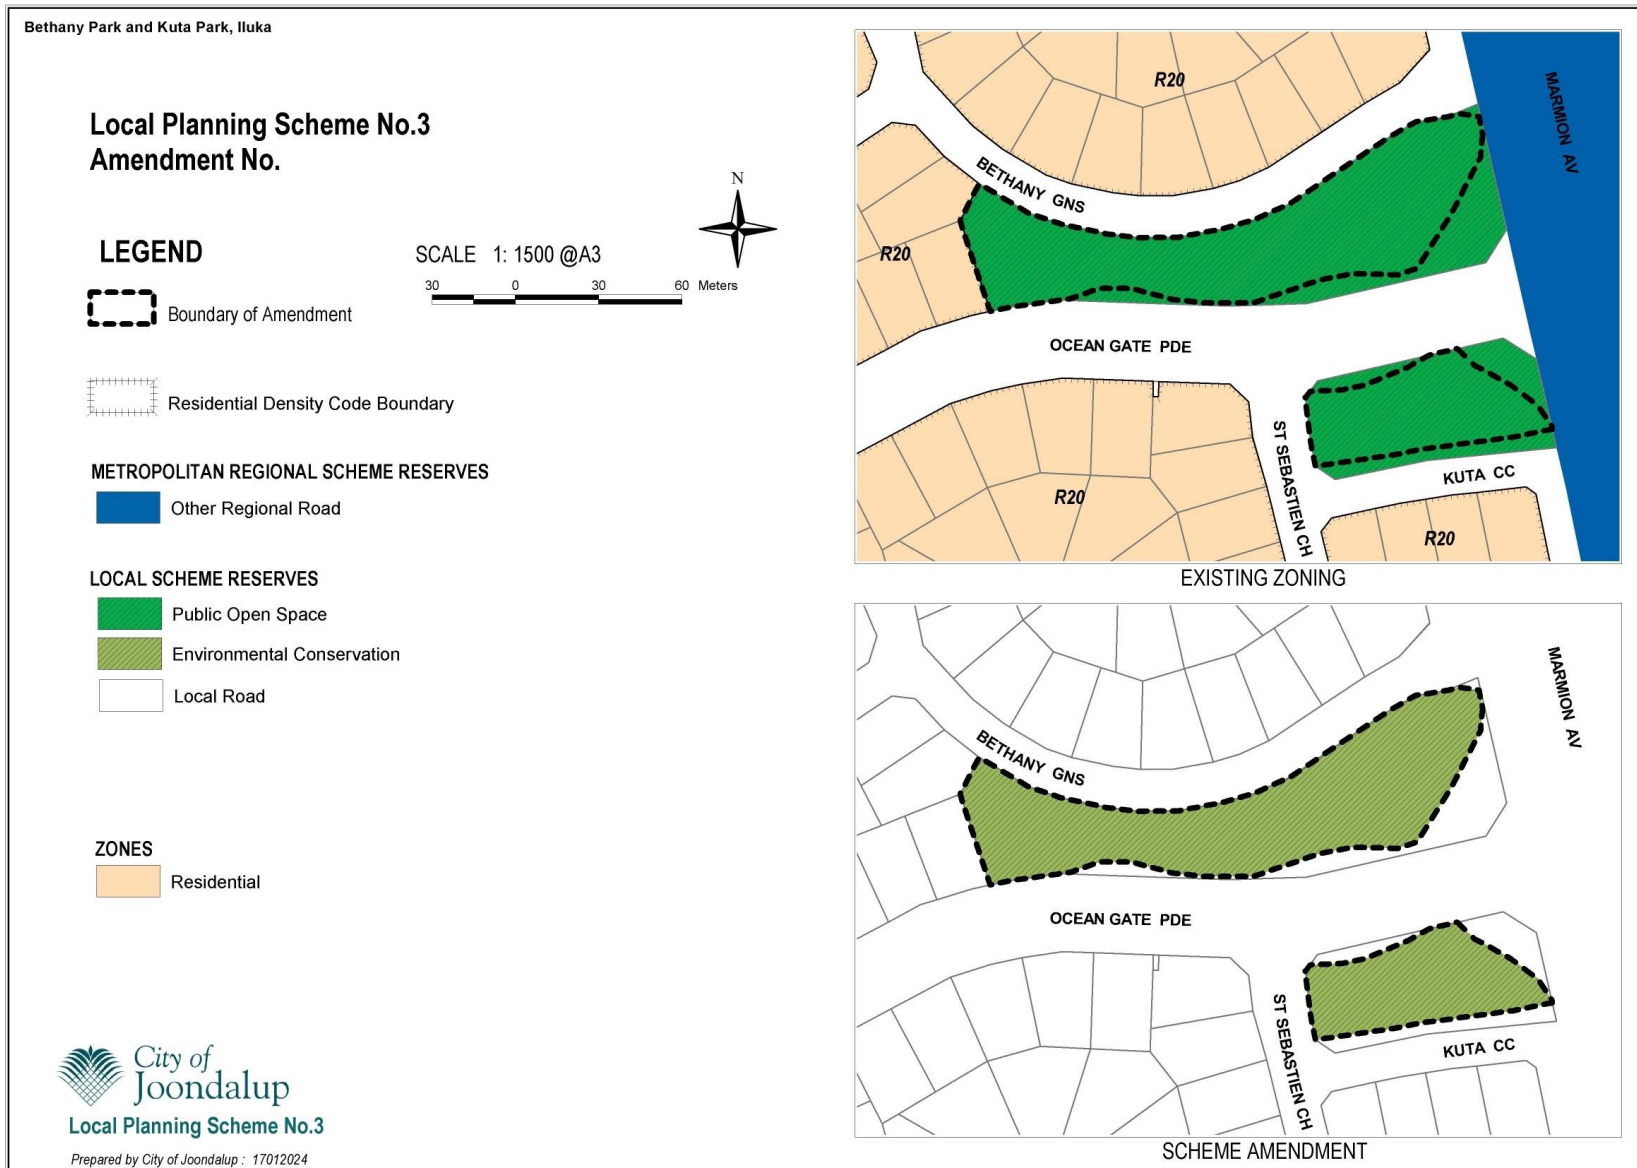 Bethany Park and Kuta Park, Iluka
Local Planning Scheme No.3
Amendment No.
N
LEGEND
SCALE 1: 1500 @A3
30 0 30 60 Meters
Boundary of Amendment
Residential Density Code Boundary
METROPOLITAN REGIONAL SCHEME RESERVES
Other Regional Road
LOCAL SCHEME RESERVES
Public Open Space
Environmental Conservation
Local Road
ZONES
Residential
City of
Joondalup
Local Planning Scheme No.3
Prepared by City of Joondalup : 17012024
R20
MARMION AV
BETHANY GNS
R20
OCEAN GATE PDE
ST SEBASTIEN CH
KUTA CC
R20
R20
EXISTING ZONING
MARMION AV
BETHANY GNS
OCEAN GATE PDE
ST SEBASTIEN CH
KUTA CC
SCHEME AMENDMENT